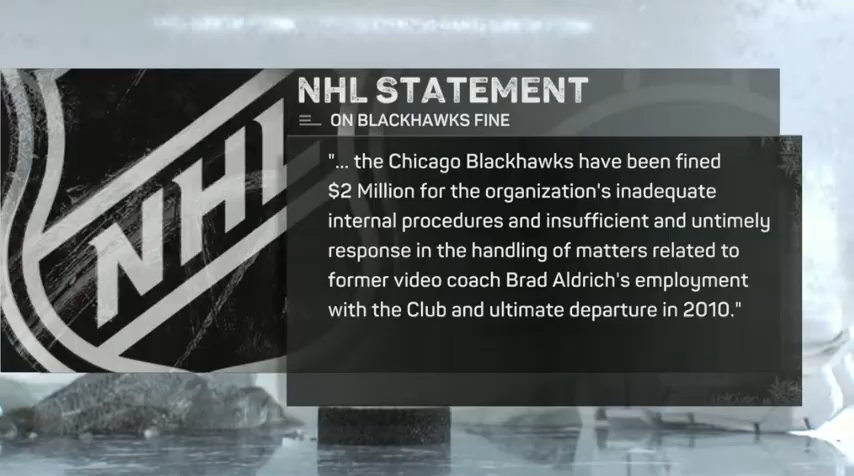 NHL
NHL STATEMENT
ON BLACKHAWKS FINE
"... the Chicago Blackhawks have been fined
$2 Million for the organization's inadequate
internal procedures and insufficient and untimely
response in the handling of matters related to
former video coach Brad Aldrich's employment
with the Club and ultimate departure in 2010."